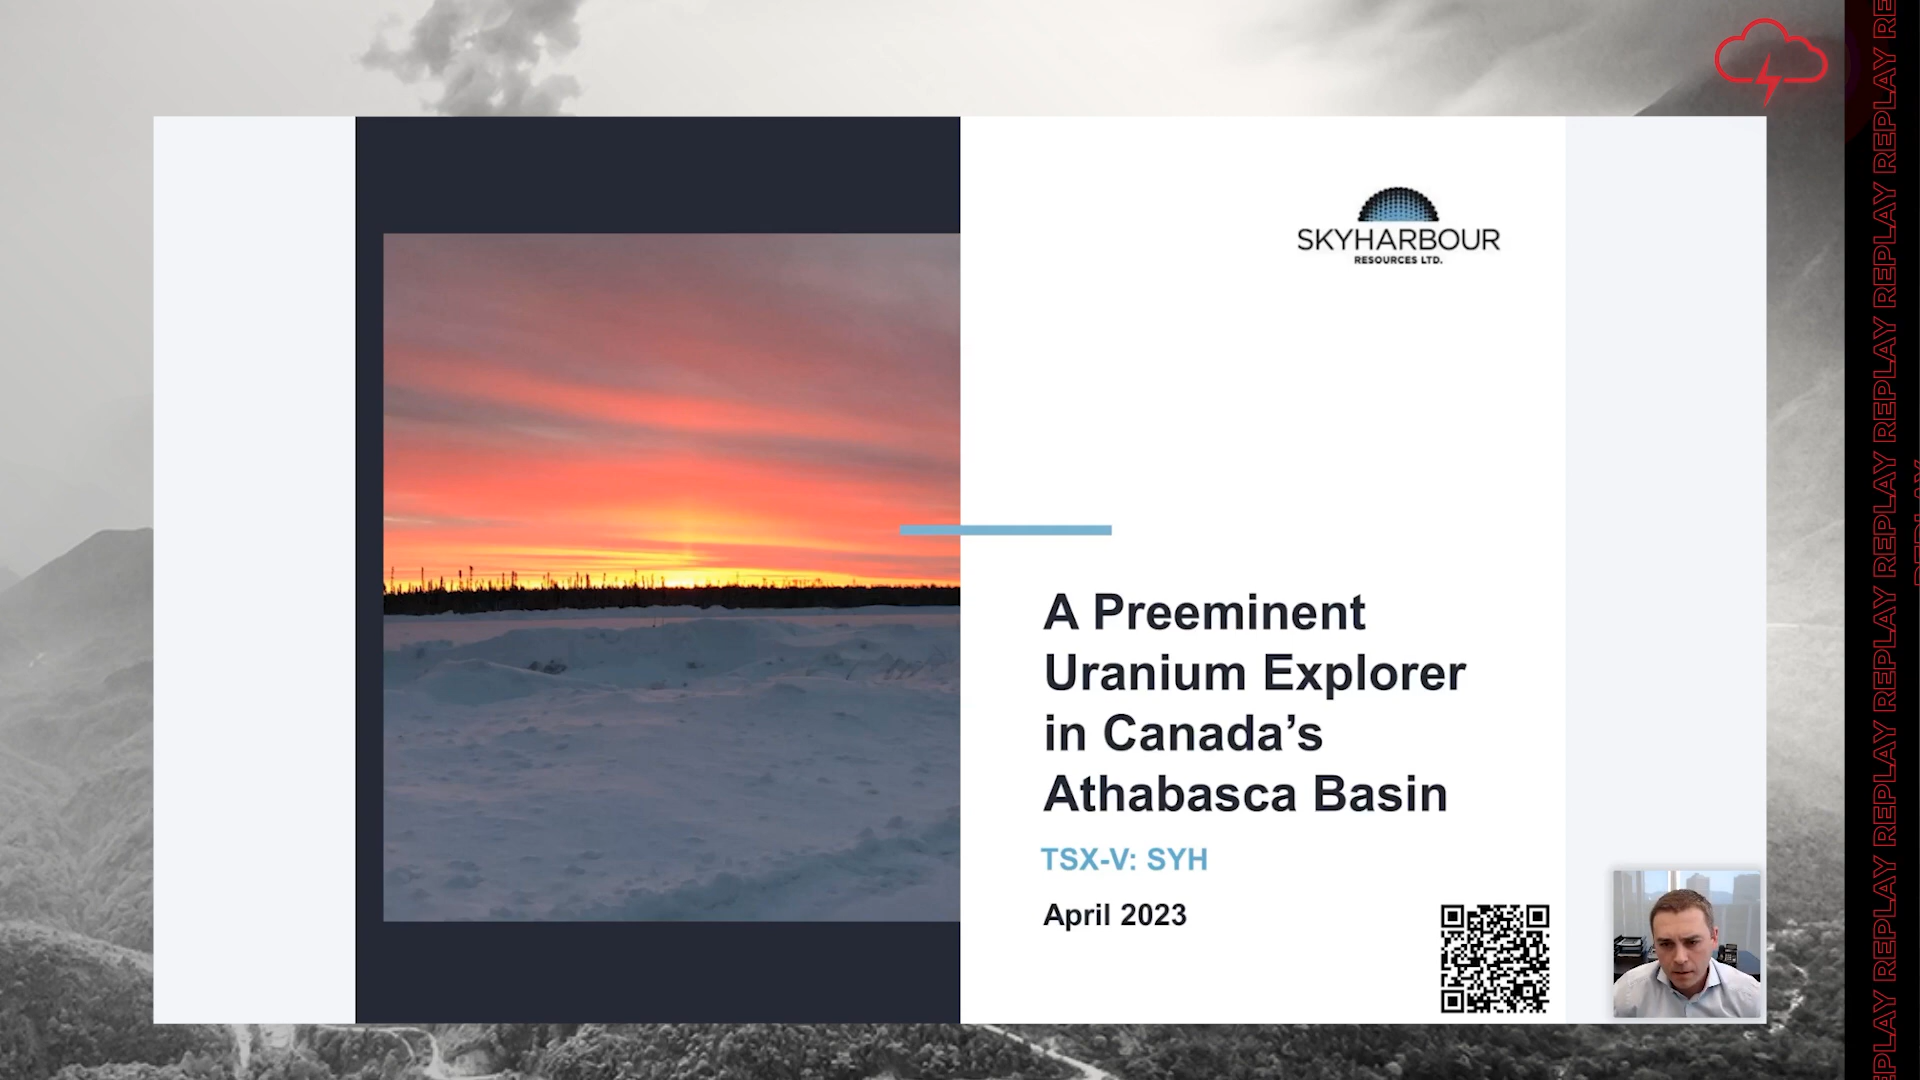 SKYHARBOUR
RESOURCES LTD.
A Preeminent
Uranium Explorer
in Canada’s
Athabasca Basin
TSX-V: SYH
April 2023
REPLAY REPLAY REPLAY REPLAY REPLAY REPLAY REPLAY
REPLAY